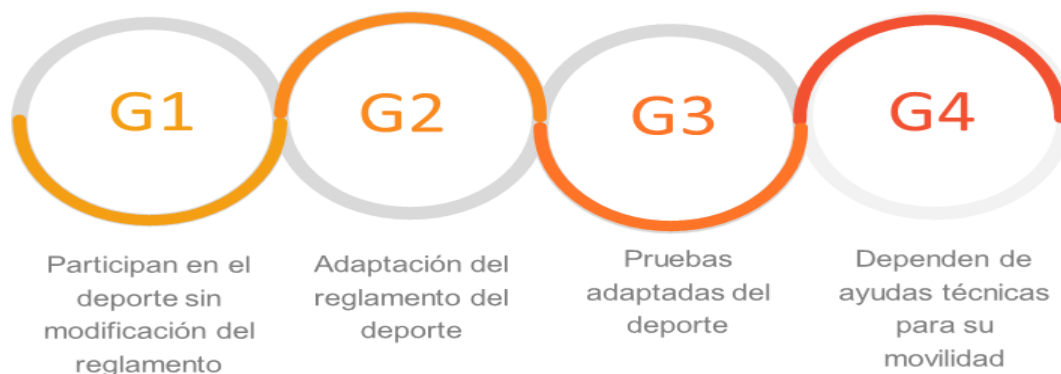 G1
Participan en el
deporte sin
modificación del
reglamento
G2
Adaptación del
reglamento del
deporte
G3
Pruebas
adaptadas del
deporte
G4
Dependen de
ayudas técnicas
para su
movilidad